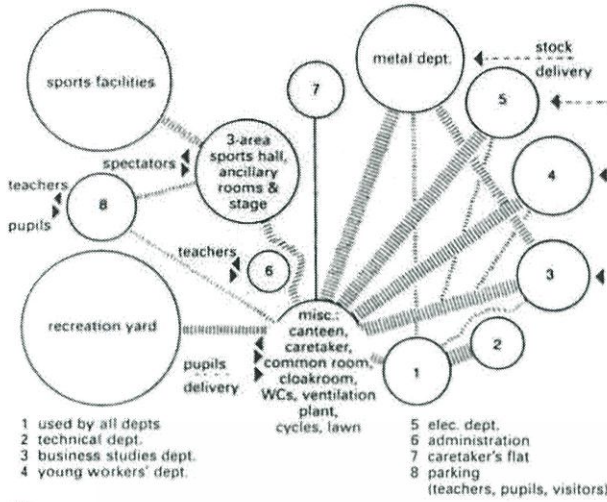 sports facilities
metal dept.
stock
delivery
7
5
3-area
sports hall,
ancillary
rooms &
stage
spectators
4
teachers
8
pupils
teachers
6
3
recreation yard
misc.:
canteen,
caretaker,
common room,
cloakroom,
WCs, ventilation
plant,
cycles, lawn
pupils
delivery
1
2
1 used by all depts
2 technical dept.
3 business studies dept.
4 young workers' dept.
5 elec. dept.
6 administration
7 caretaker's flat
8 parking
(teachers, pupils, visitors)